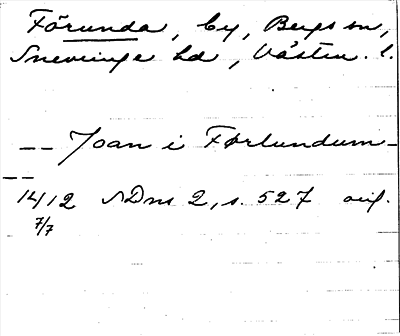 Förunda, by, Bergs sn,
Snevringe hd, Västm. l.
-- Joan i Førlundum -
--
14/12 SDns 2, s. 527 orig.
7/7